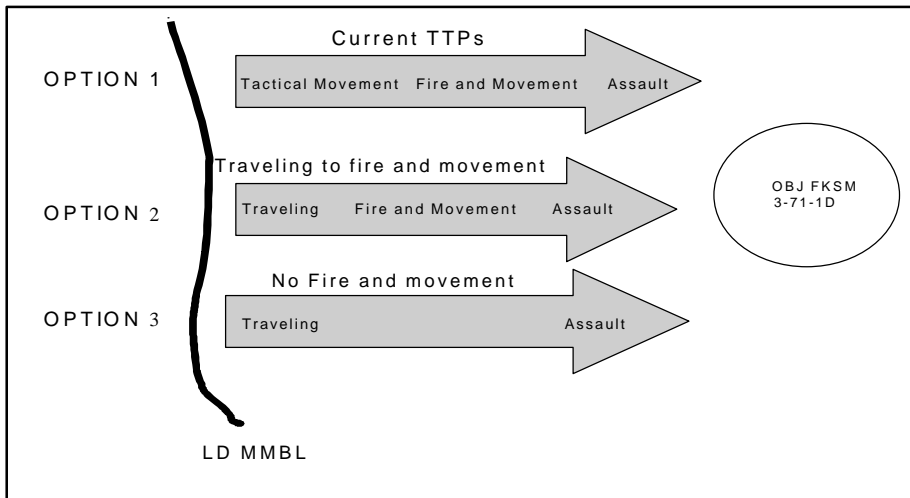 Current TTPs
OPTION 1
Tactical Movement Fire and Movement Assault
Traveling to fire and movement
OPTION 2
Traveling Fire and Movement Assault
OBJ FKSM
3-71-1D
No Fire and movement
OPTION 3
Traveling Assault
LD MMBL